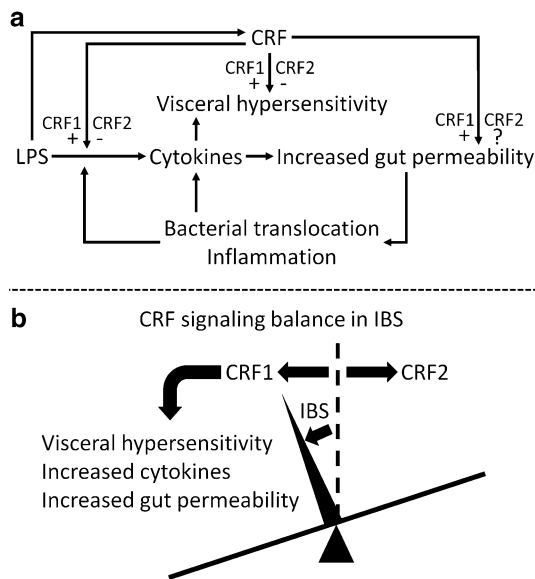 a
CRF
CRF1 CRF2
+ -
Visceral hypersensitivity
CRF1 CRF2
+ -
CRF1 CRF2
+ ?
LPS Cytokines Increased gut permeability
Bacterial translocation
Inflammation
b
CRF signaling balance in IBS
CRF1 CRF2
IBS
Visceral hypersensitivity
Increased cytokines
Increased gut permeability